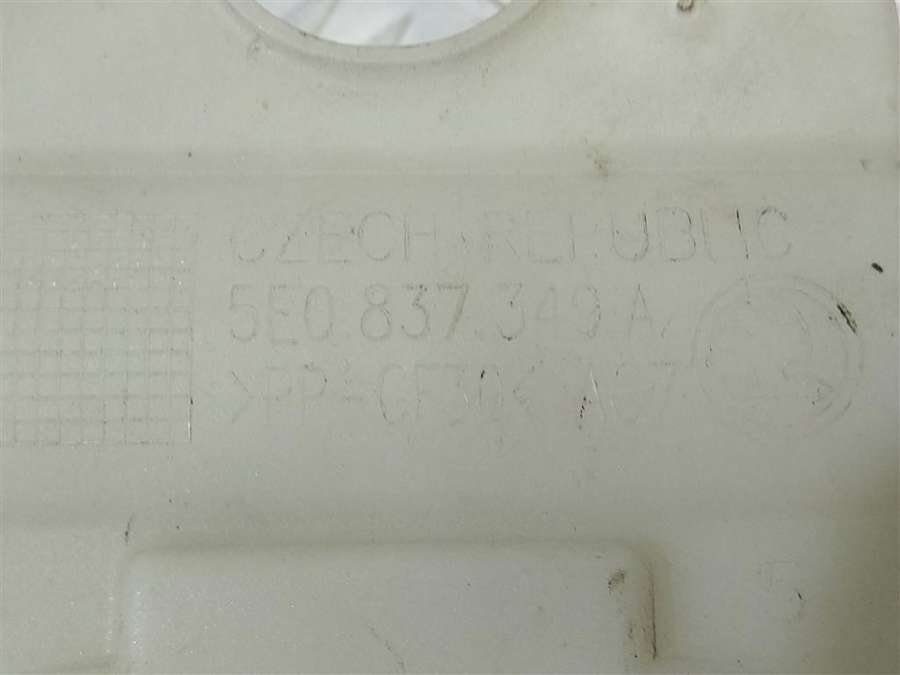 CZECH REPUBLIC
5E0.837.349.A
>PP-GF30<